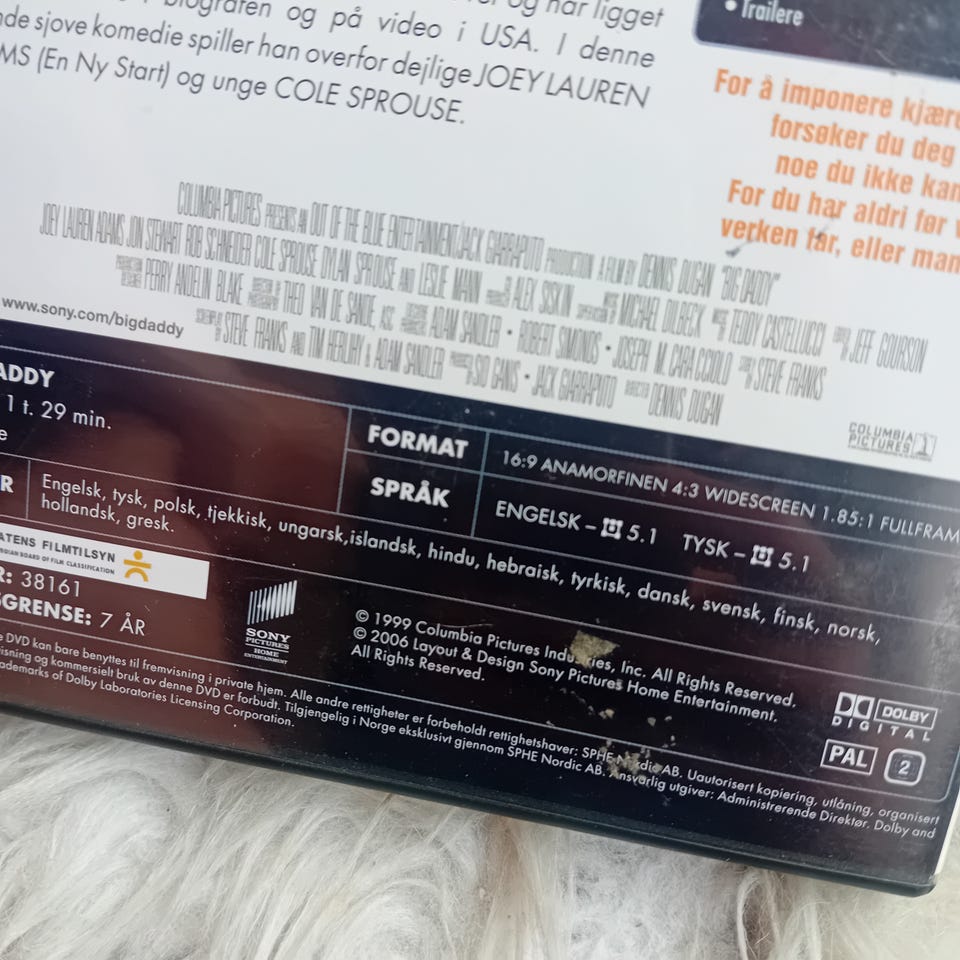 biografen og på video i USA. I denne
nde sjove komedie spiller han overfor dejlige JOEY LAUREN
MS (En Ny Start) og unge COLE SPROUSE.
og har ligget
• Trailere
For å imponere kjære
forsøker du deg
noe du ikke kan
For du har aldri før v
verken før, eller man
COLUMBIA PICTURES PRESENTS AN OUT OF THE BLUE ENTERTAINMENT/JACK GIARRAPUTO PRODUCTION A FILM BY DENNIS DUGAN "BIG DADDY"
JOEY LAUREN ADAMS JON STEWART ROB SCHNEIDER COLE SPROUSE DYLAN SPROUSE AND LESLIE MANN ALEX SISKIN MICHAEL DILBECK TEDDY CASTELLUCCI JEFF GOURSON
PERRY ANDELIN BLAKE THEO VAN DE SANDE, ASC ADAM SANDLER • ROBERT SIMONDS • JOSEPH M. CARACCIOLO STEVE FRANKS
STEVE FRANKS AND TIM HERLIHY & ADAM SANDLER SID GANIS • JACK GIARRAPUTO DENNIS DUGAN
www.sony.com/bigdaddy
COLUMBIA
PICTURES
ADDY
1 t. 29 min.
e
FORMAT
16:9 ANAMORFINEN 4:3 WIDESCREEN 1.85:1 FULLFRAM
SPRÅK
ENGELSK – 5.1 TYSK – 5.1
R
Engelsk, tysk, polsk, tjekkisk, ungarsk,islandsk, hindu, hebraisk, tyrkisk, dansk, svensk, finsk, norsk,
hollandsk, gresk.
ATENS FILMTILSYN
GIAN BOARD OF FILM CLASSIFICATION
R: 38161
SGRENSE: 7 ÅR
SONY
PICTURES
HOME
ENTERTAINMENT
© 1999 Columbia Pictures Industries, Inc. All Rights Reserved.
© 2006 Layout & Design Sony Pictures Home Entertainment.
All Rights Reserved.
DOLBY
DIGITAL
PAL
2
e DVD kan bare benyttes til fremvisning i private hjem. Alle andre rettigheter er forbeholdt rettighetshaver: SPHE Nordic AB. Uautorisert kopiering, utlåning, organisert
visning og kommersielt bruk av denne DVD er forbudt. Tilgjengelig i Norge eksklusivt gjennom SPHE Nordic AB. Ansvarlig utgiver: Administrerende Direktør. Dolby and
ademarks of Dolby Laboratories Licensing Corporation.